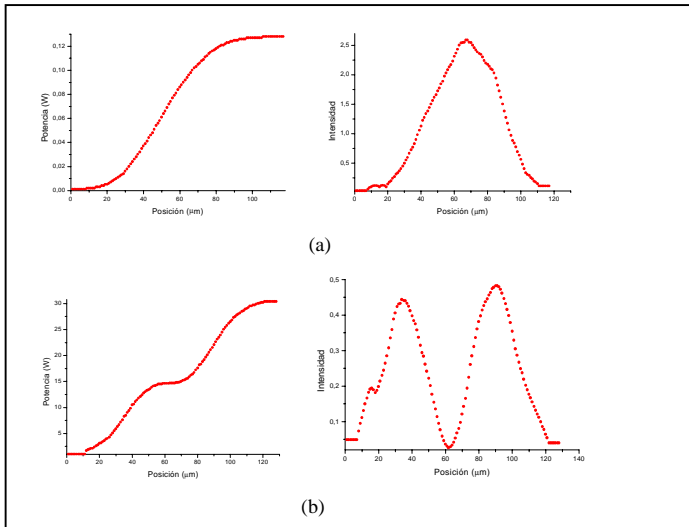 0,12
0,10
0,08
0,06
0,04
0,02
0,00
Potencia (W)
0 20 40 60 80 100
Posición (μm)
2,5
2,0
1,5
1,0
0,5
Intensidad
0 20 40 60 80 100 120
Posición (μm)
(a)
30
25
20
15
10
5
Potencia (W)
0 20 40 60 80 100 120
Posición (μm)
0,5
0,4
0,3
0,2
0,1
Intensidad
0 20 40 60 80 100 120 140
Posición (μm)
(b)